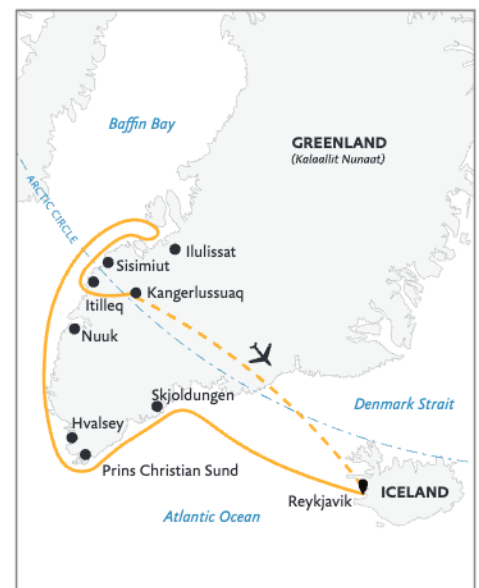 Baffin Bay
GREENLAND
(Kalaallit Nunaat)
ARCTIC CIRCLE
Ilulissat
Sisimiut
Kangerlussuaq
Itilleq
Nuuk
Skjoldungen
Denmark Strait
Hvalsey
Prins Christian Sund
ICELAND
Reykjavik
Atlantic Ocean